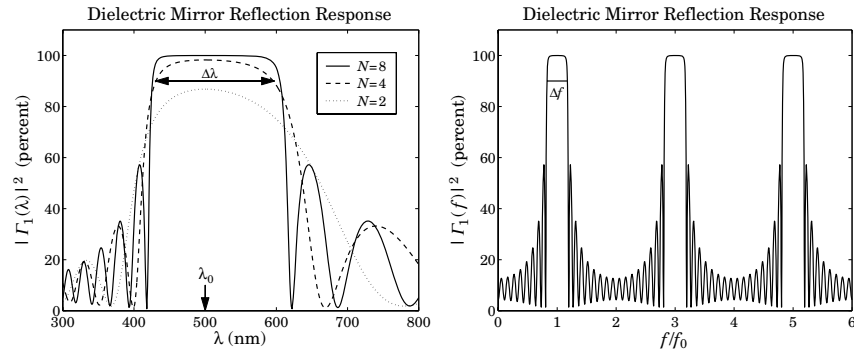 Dielectric Mirror Reflection Response
| Γ₁(λ) | ² (percent)
100
80
60
40
20
0
Δλ
N=8
N=4
N=2
λ₀
300 400 500 600 700 800
λ (nm)
Dielectric Mirror Reflection Response
| Γ₁(f) | ² (percent)
100
80
60
40
20
0
Δf
0 1 2 3 4 5 6
f/f₀